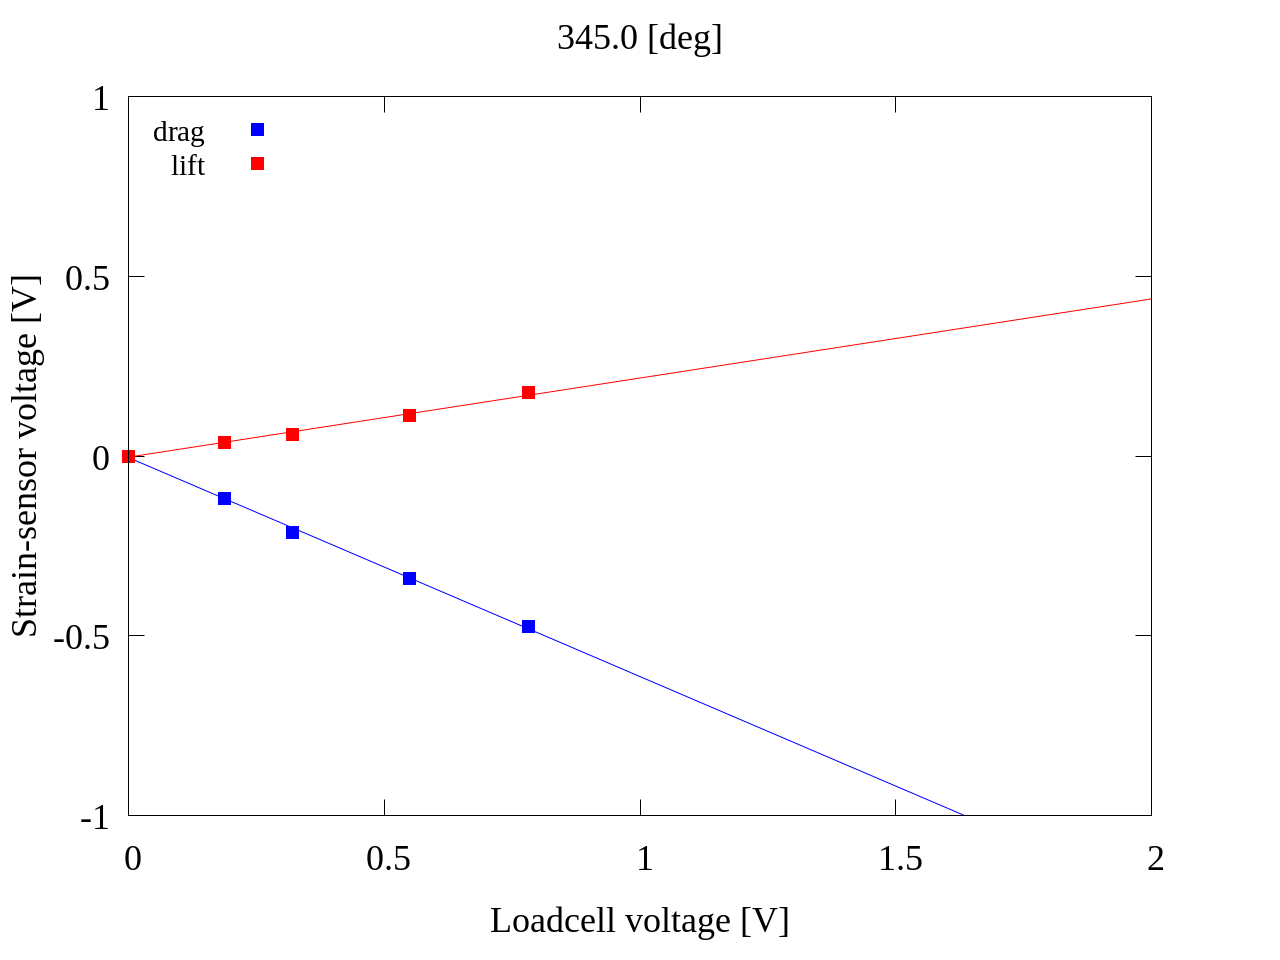 345.0 [deg]
drag
lift
1
0.5
0
-0.5
-1
Strain-sensor voltage [V]
0 0.5 1 1.5 2
Loadcell voltage [V]